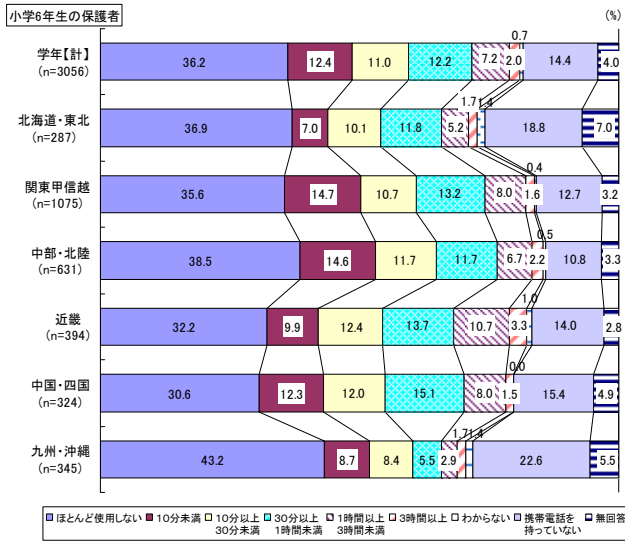 小学6年生の保護者
(%)
0.7
学年【計】
(n=3056)
36.2 12.4 11.0 12.2 7.2 2.0 14.4 4.0
1.7 1.4
北海道・東北
(n=287)
36.9 7.0 10.1 11.8 5.2 18.8 7.0
0.4
関東甲信越
(n=1075)
35.6 14.7 10.7 13.2 8.0 1.6 12.7 3.2
0.5
中部・北陸
(n=631)
38.5 14.6 11.7 11.7 6.7 2.2 10.8 3.3
1.0
近畿
(n=394)
32.2 9.9 12.4 13.7 10.7 3.3 14.0 2.8
0.0
中国・四国
(n=324)
30.6 12.3 12.0 15.1 8.0 1.5 15.4 4.9
1.7 1.4
九州・沖縄
(n=345)
43.2 8.7 8.4 5.5 2.9 22.6 5.5
ほとんど使用しない 10分未満 10分以上 30分以上 1時間以上 3時間以上 わからない 携帯電話を 無回答
30分未満 1時間未満 3時間未満 持っていない